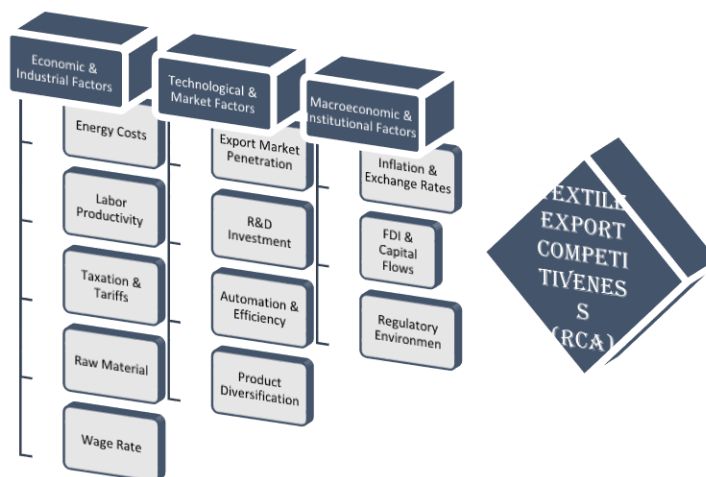 Economic &
Industrial Factors
Energy Costs
Labor
Productivity
Taxation &
Tariffs
Raw Material
Wage Rate
Technological &
Market Factors
Export Market
Penetration
R&D
Investment
Automation &
Efficiency
Product
Diversification
Macroeconomic &
Institutional Factors
Inflation &
Exchange Rates
FDI &
Capital
Flows
Regulatory
Environmen
TEXTILE
EXPORT
COMPETI
TIVENES
S
(RCA)